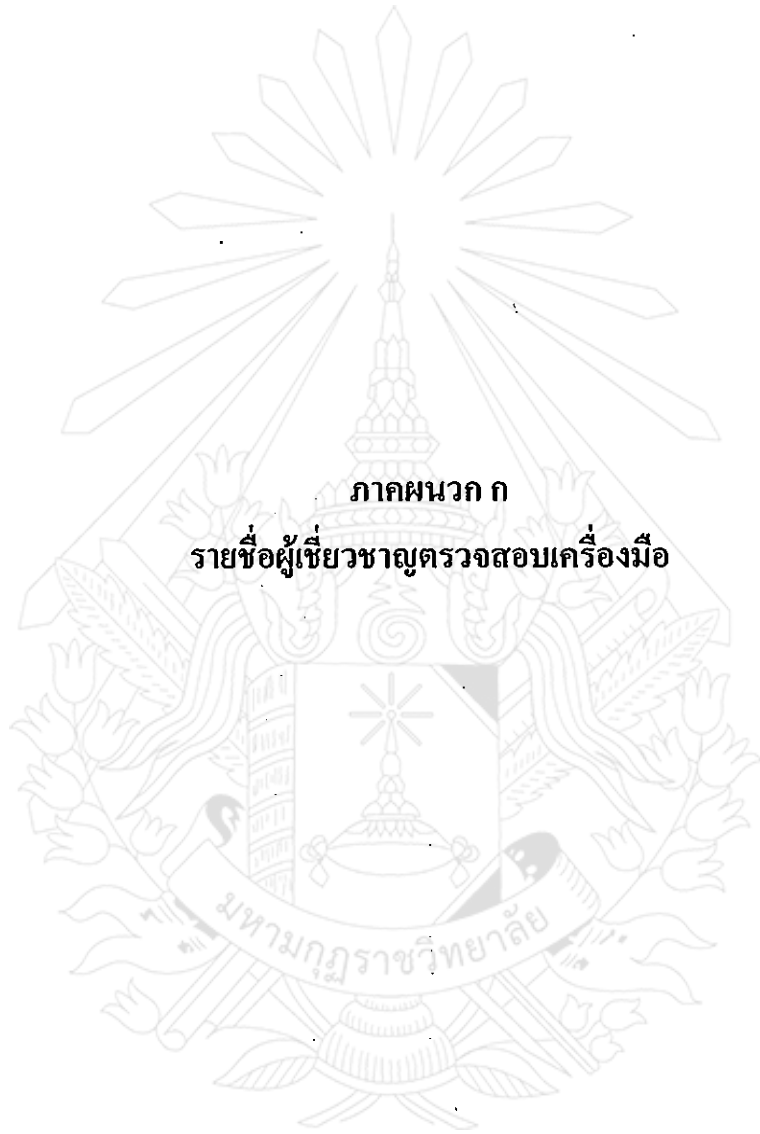 ภาคผนวก ก
รายชื่อผู้เชี่ยวชาญตรวจสอบเครื่องมือ
มหามกุฏราชวิทยาลัย